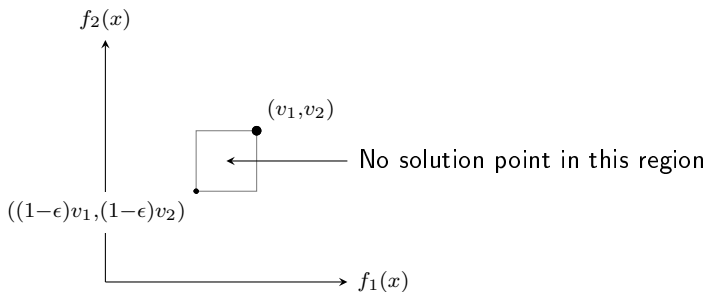 f₂(x)
(v₁,v₂)
No solution point in this region
((1−ϵ)v₁,(1−ϵ)v₂)
f₁(x)